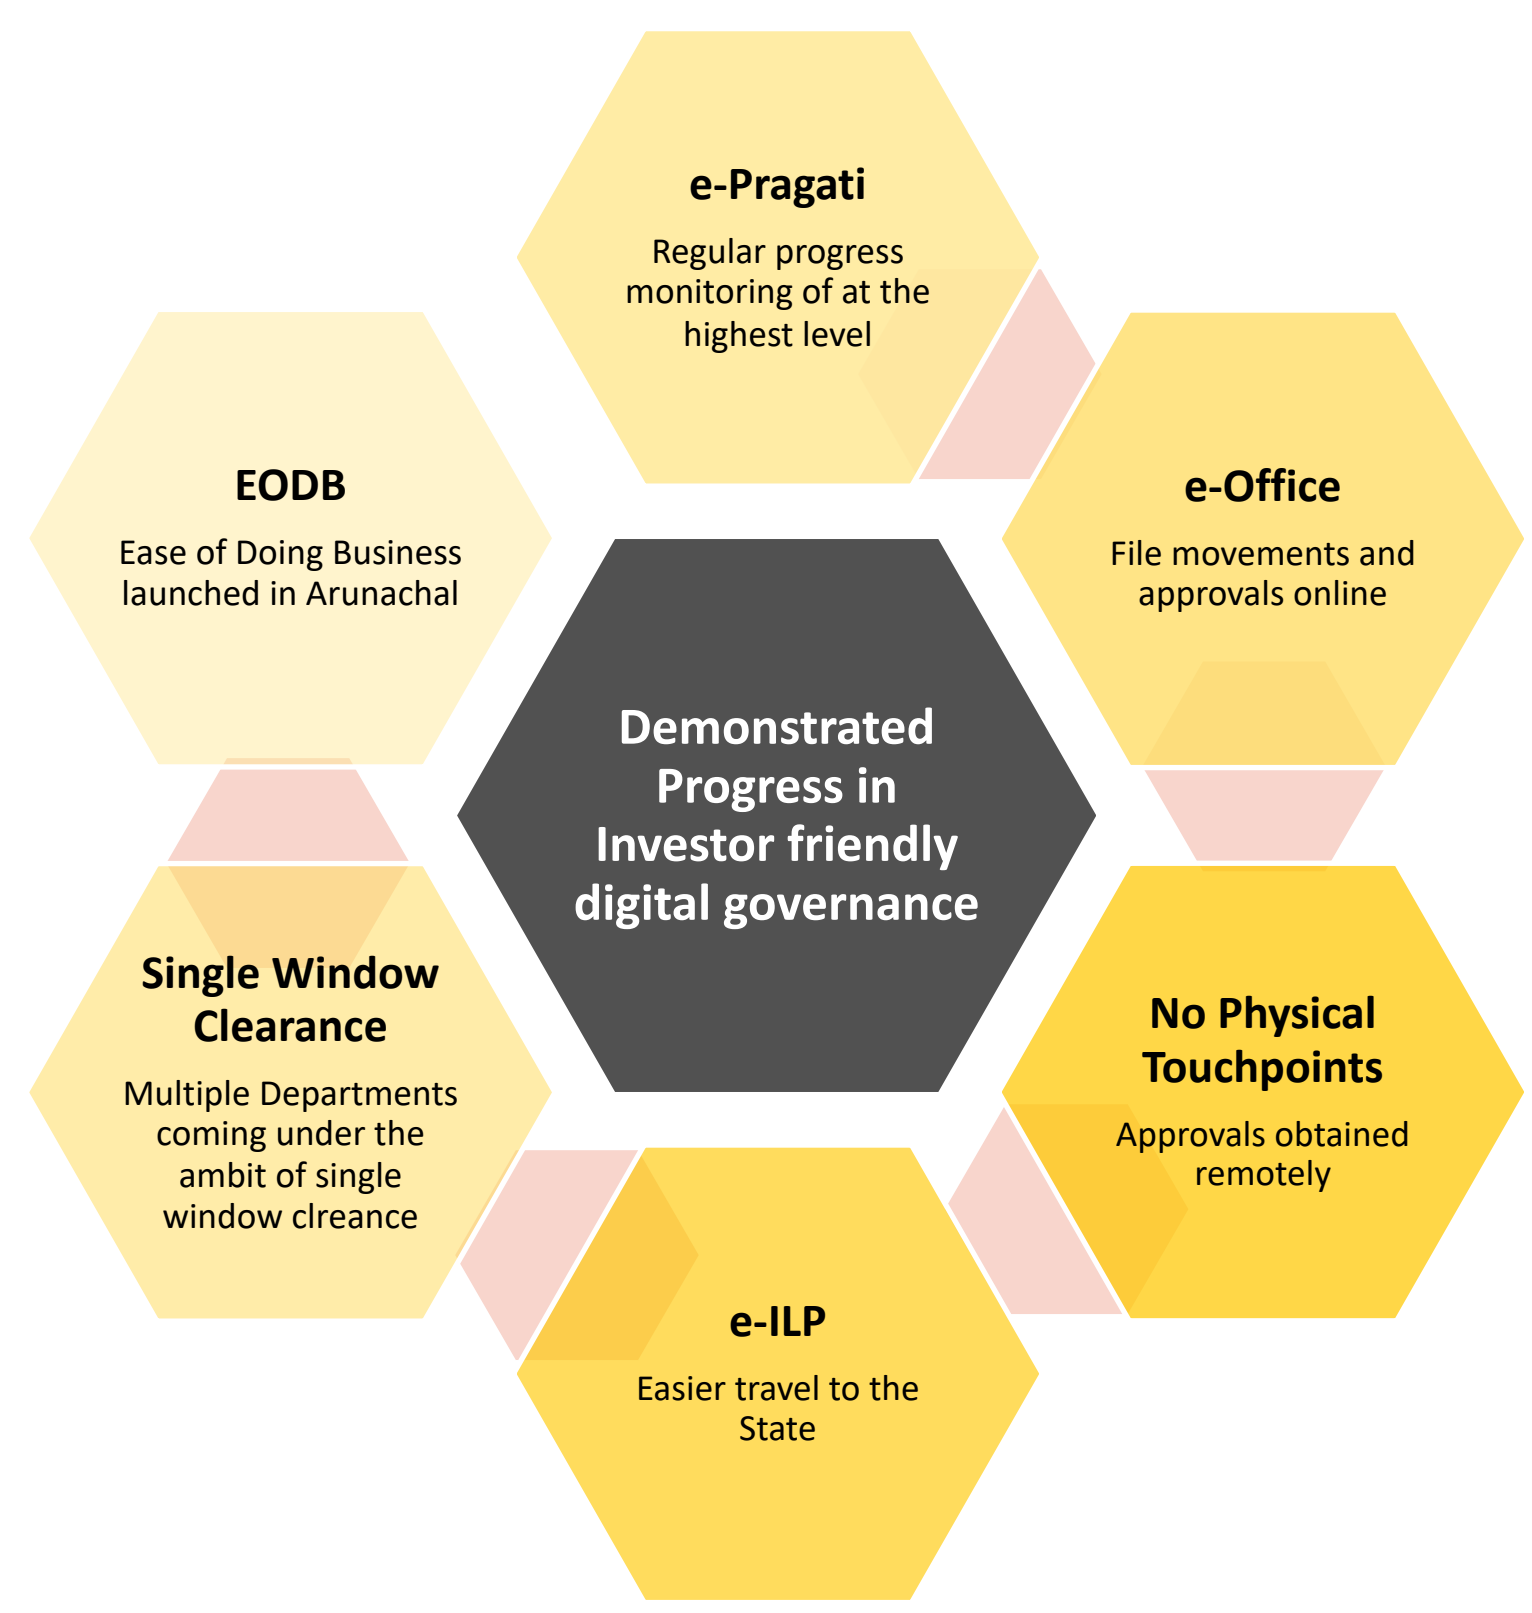 e-Pragati
Regular progress
monitoring of at the
highest level
e-Office
File movements and
approvals online
No Physical
Touchpoints
Approvals obtained
remotely
e-ILP
Easier travel to the
State
Single Window
Clearance
Multiple Departments
coming under the
ambit of single
window clreance
EODB
Ease of Doing Business
launched in Arunachal
Demonstrated
Progress in
Investor friendly
digital governance